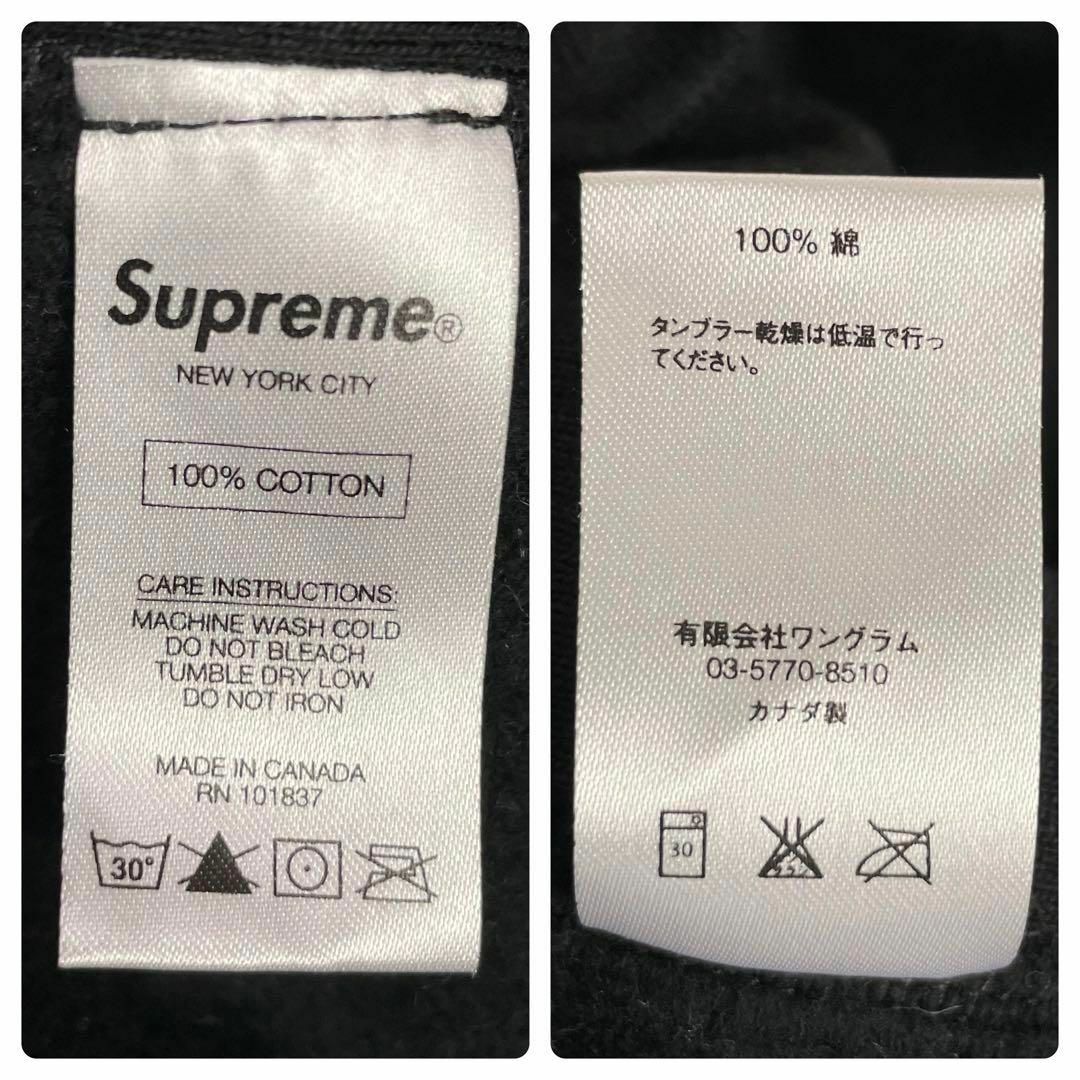 Supreme®
NEW YORK CITY
100% COTTON
CARE INSTRUCTIONS:
MACHINE WASH COLD
DO NOT BLEACH
TUMBLE DRY LOW
DO NOT IRON
MADE IN CANADA
RN 101837
30°
100% 綿
タンブラー乾燥は低温で行っ
てください。
有限会社ワングラム
03-5770-8510
カナダ製
30